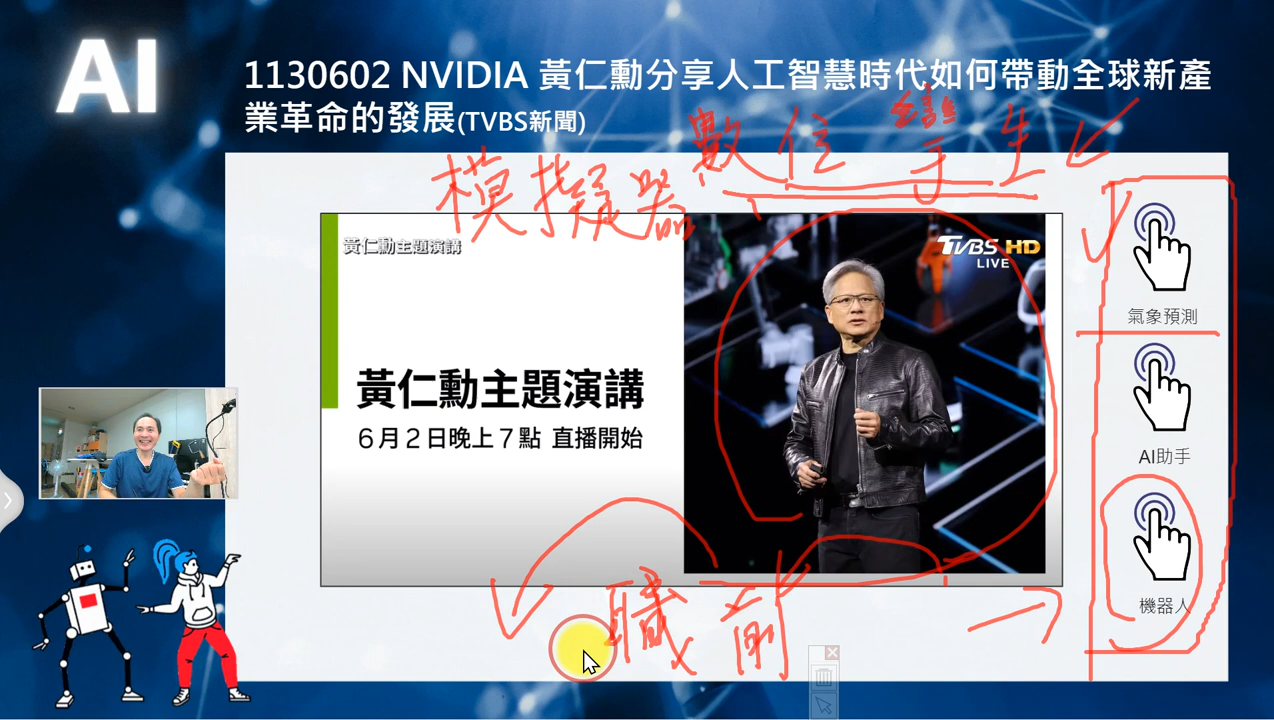 AI
1130602 NVIDIA 黃仁勳分享人工智慧時代如何帶動全球新產
業革命的發展(TVBS新聞)
數位孿生
模擬器
黃仁勳主題演講
TVBS HD
LIVE
黃仁勳主題演講
6月2日晚上7點 直播開始
氣象預測
AI助手
機器人
職前